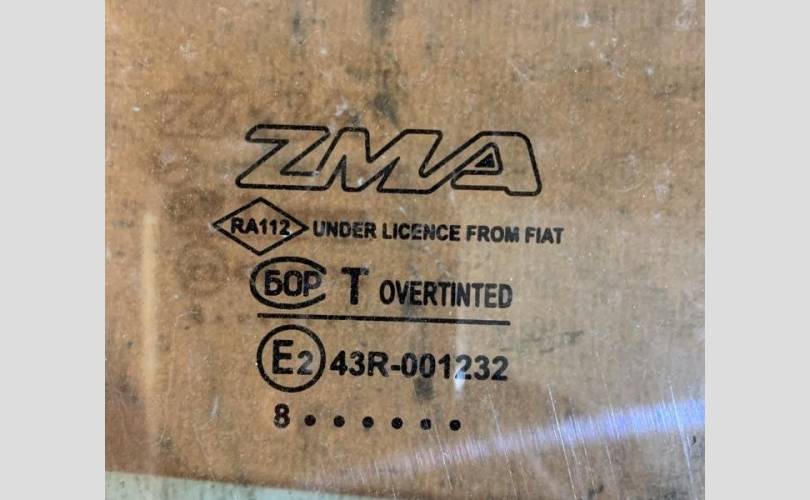 ZMA
RA112 UNDER LICENCE FROM FIAT
БОР T OVERTINTED
E2 43R-001232
8 • • • • • •